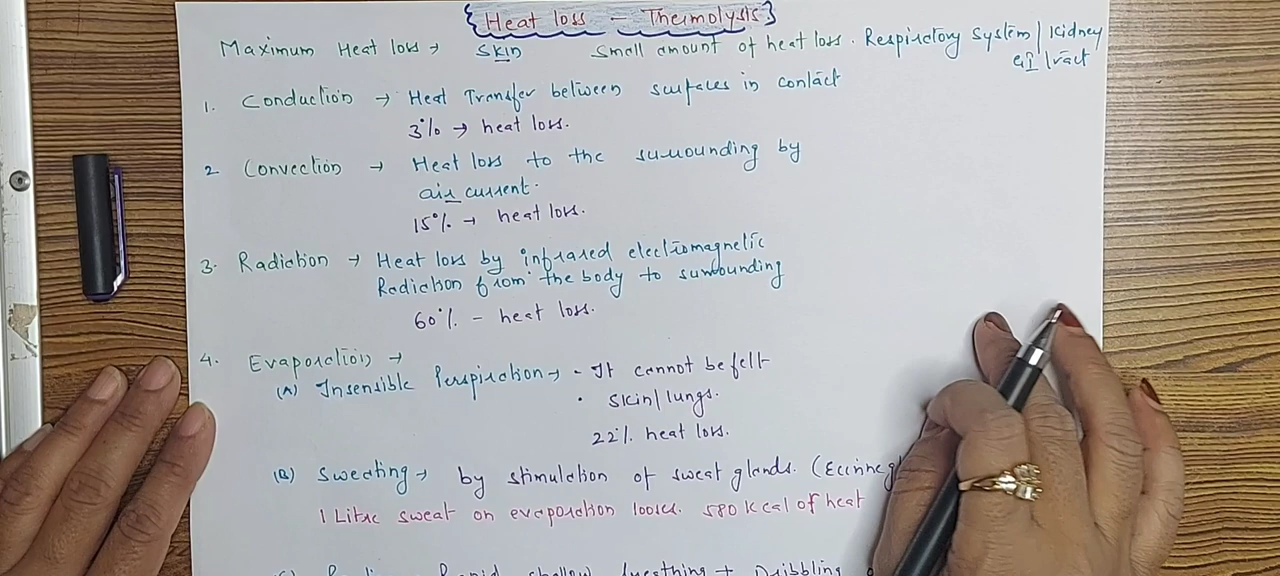 {Heat loss - Thermolysis}
Maximum Heat loss → Skin Small amount of heat loss. Respiratory System / Kidney
GI tract
1. Conduction → Heat Transfer between surfaces in contact
3% → heat loss.
2 Convection → Heat loss to the surrounding by
air current.
15% → heat loss.
3. Radiation → Heat loss by infrared electromagnetic
Radiation from the body to surrounding
60% - heat loss.
4. Evaporation →
(A) Insensible Perspiration → • It cannot be felt
• Skin/lungs.
22% heat loss.
(B) Sweating → by stimulation of sweat glands. (Eccrine
1 Litre sweat on evaporation looses. 580 Kcal of heat
Rapid shallow breathing + Dribbling